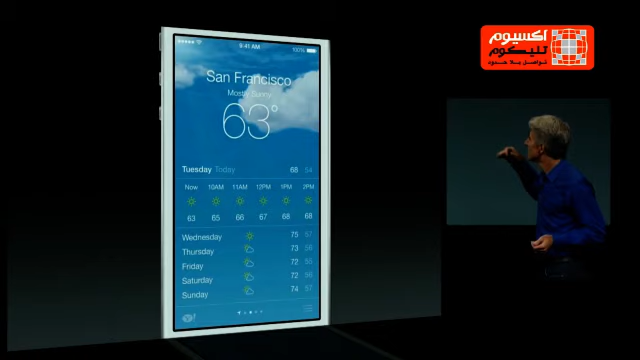 اكسيوم
تليكوم
تواصل بلا حدود
9:41 AM
100%
San Francisco
Mostly Sunny
63°
Tuesday Today 68 54
Now 10AM 11AM 12PM 1PM 2PM
63 65 66 67 68 68
Wednesday 75 57
Thursday 73
Friday 72 55
Saturday 72
Sunday 74 57